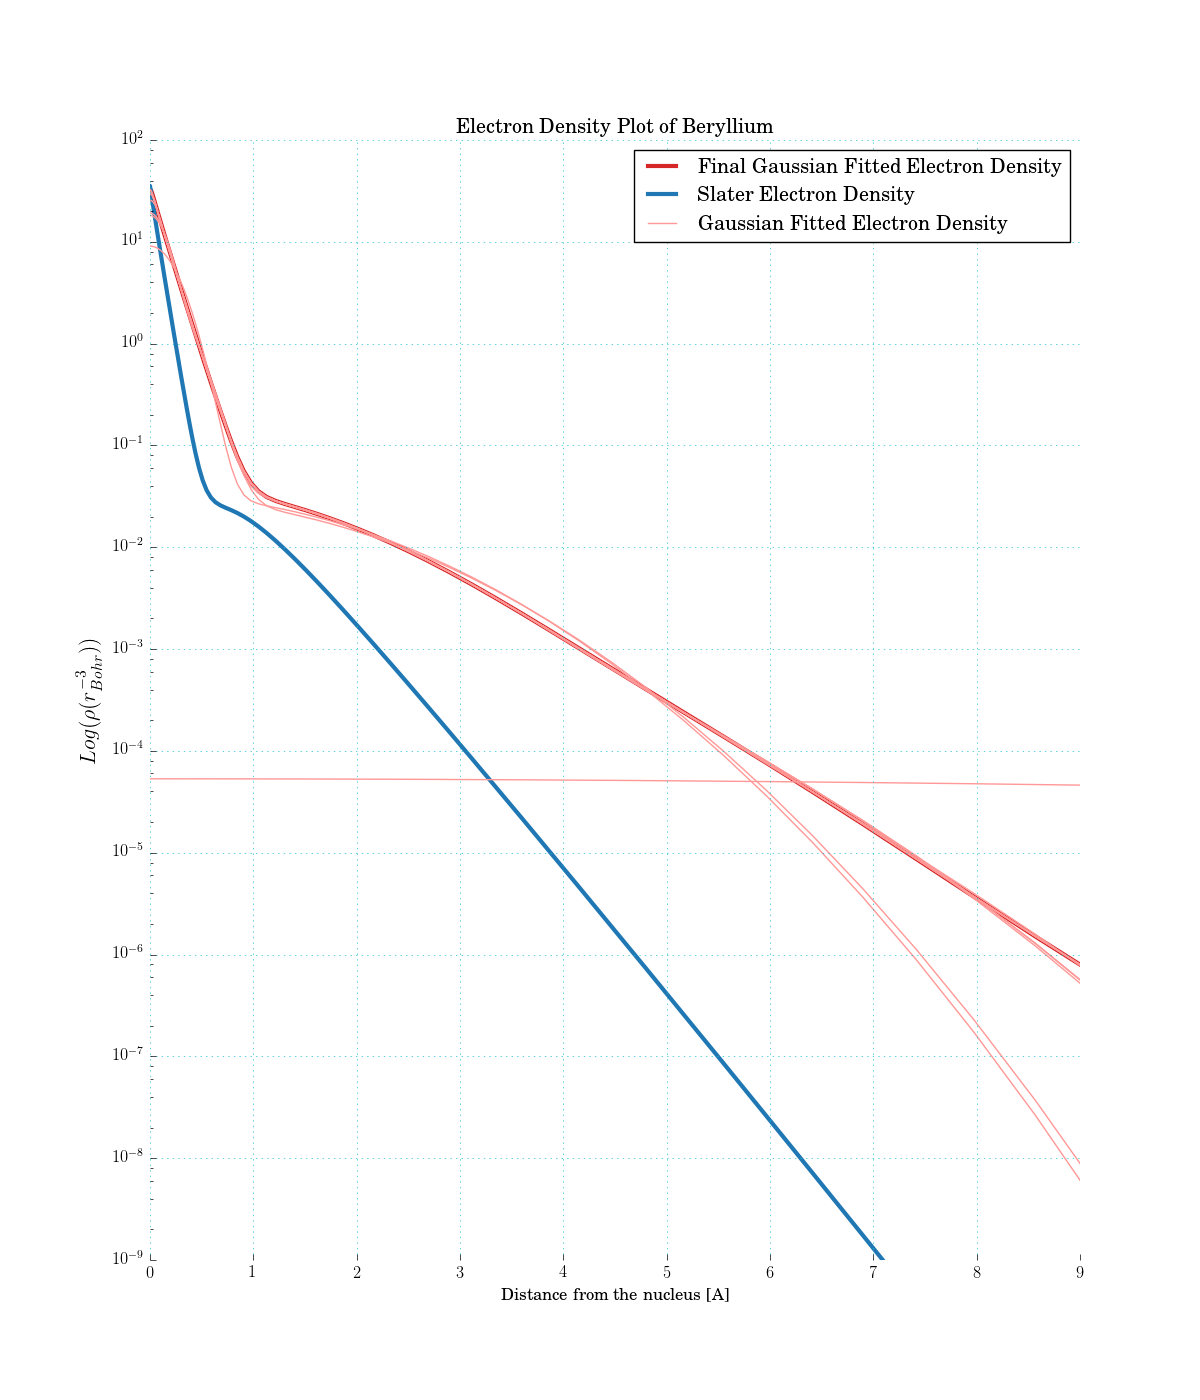 Electron Density Plot of Beryllium
Final Gaussian Fitted Electron Density
Slater Electron Density
Gaussian Fitted Electron Density
10^2
10^1
10^0
10^-1
10^-2
10^-3
10^-4
10^-5
10^-6
10^-7
10^-8
10^-9
Log(ρ(r_Bohr^-3))
0 1 2 3 4 5 6 7 8 9
Distance from the nucleus [A]